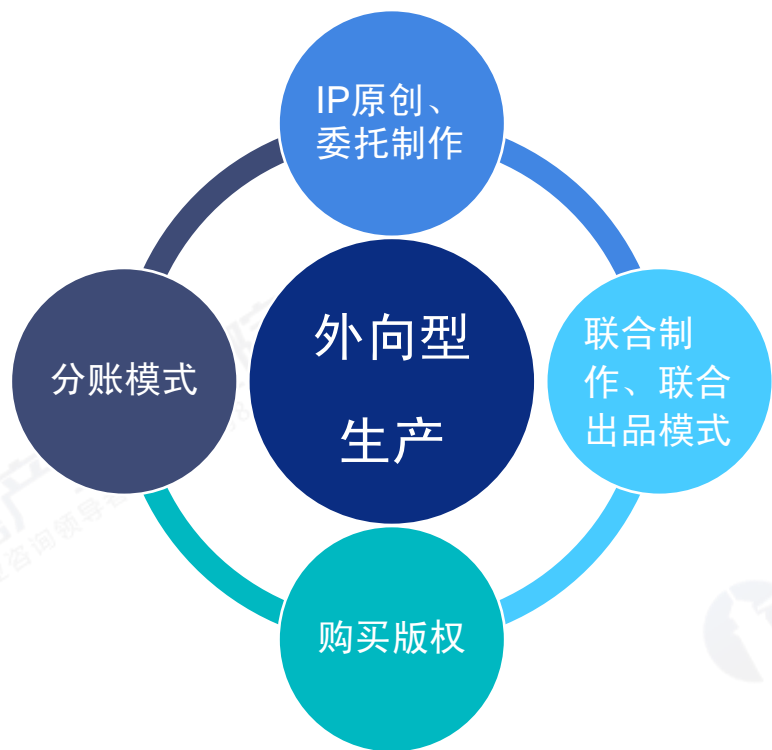 IP原创、
委托制作
外向型
生产
分账模式
联合制
作、联合
出品模式
购买版权